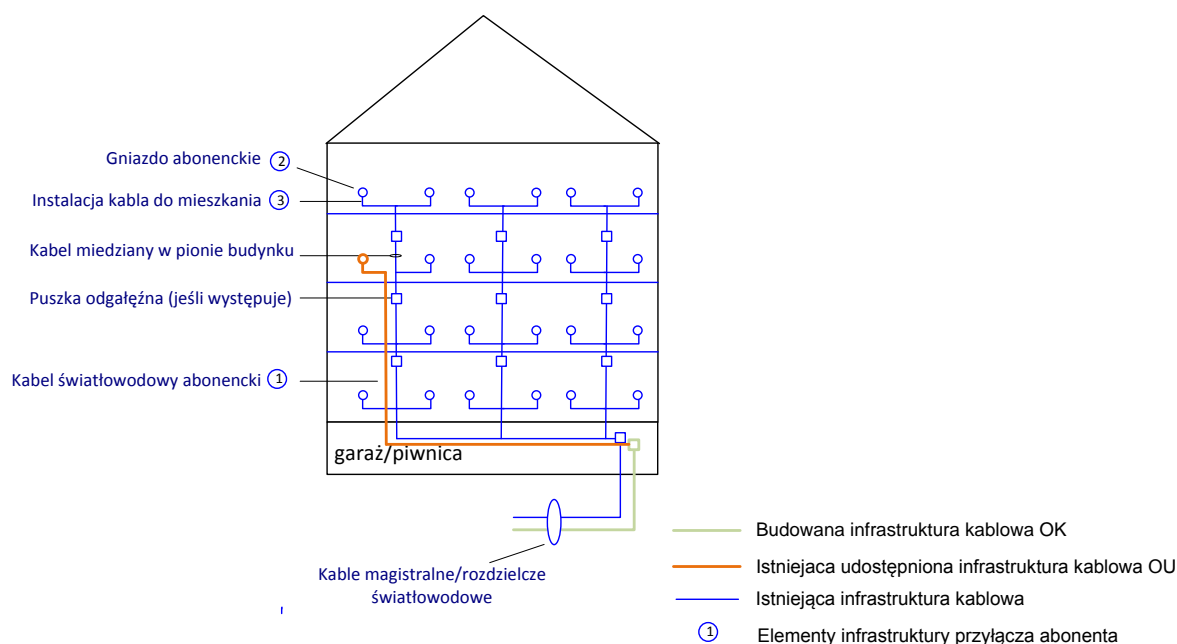 Gniazdo abonenckie 2
Instalacja kabla do mieszkania 3
Kabel miedziany w pionie budynku
Puszka odgałęźna (jeśli występuje)
Kabel światłowodowy abonencki 1
garaż/piwnica
Kable magistralne/rozdzielcze
światłowodowe
Budowana infrastruktura kablowa OK
Istniejaca udostępniona infrastruktura kablowa OU
Istniejąca infrastruktura kablowa
1 Elementy infrastruktury przyłącza abonenta